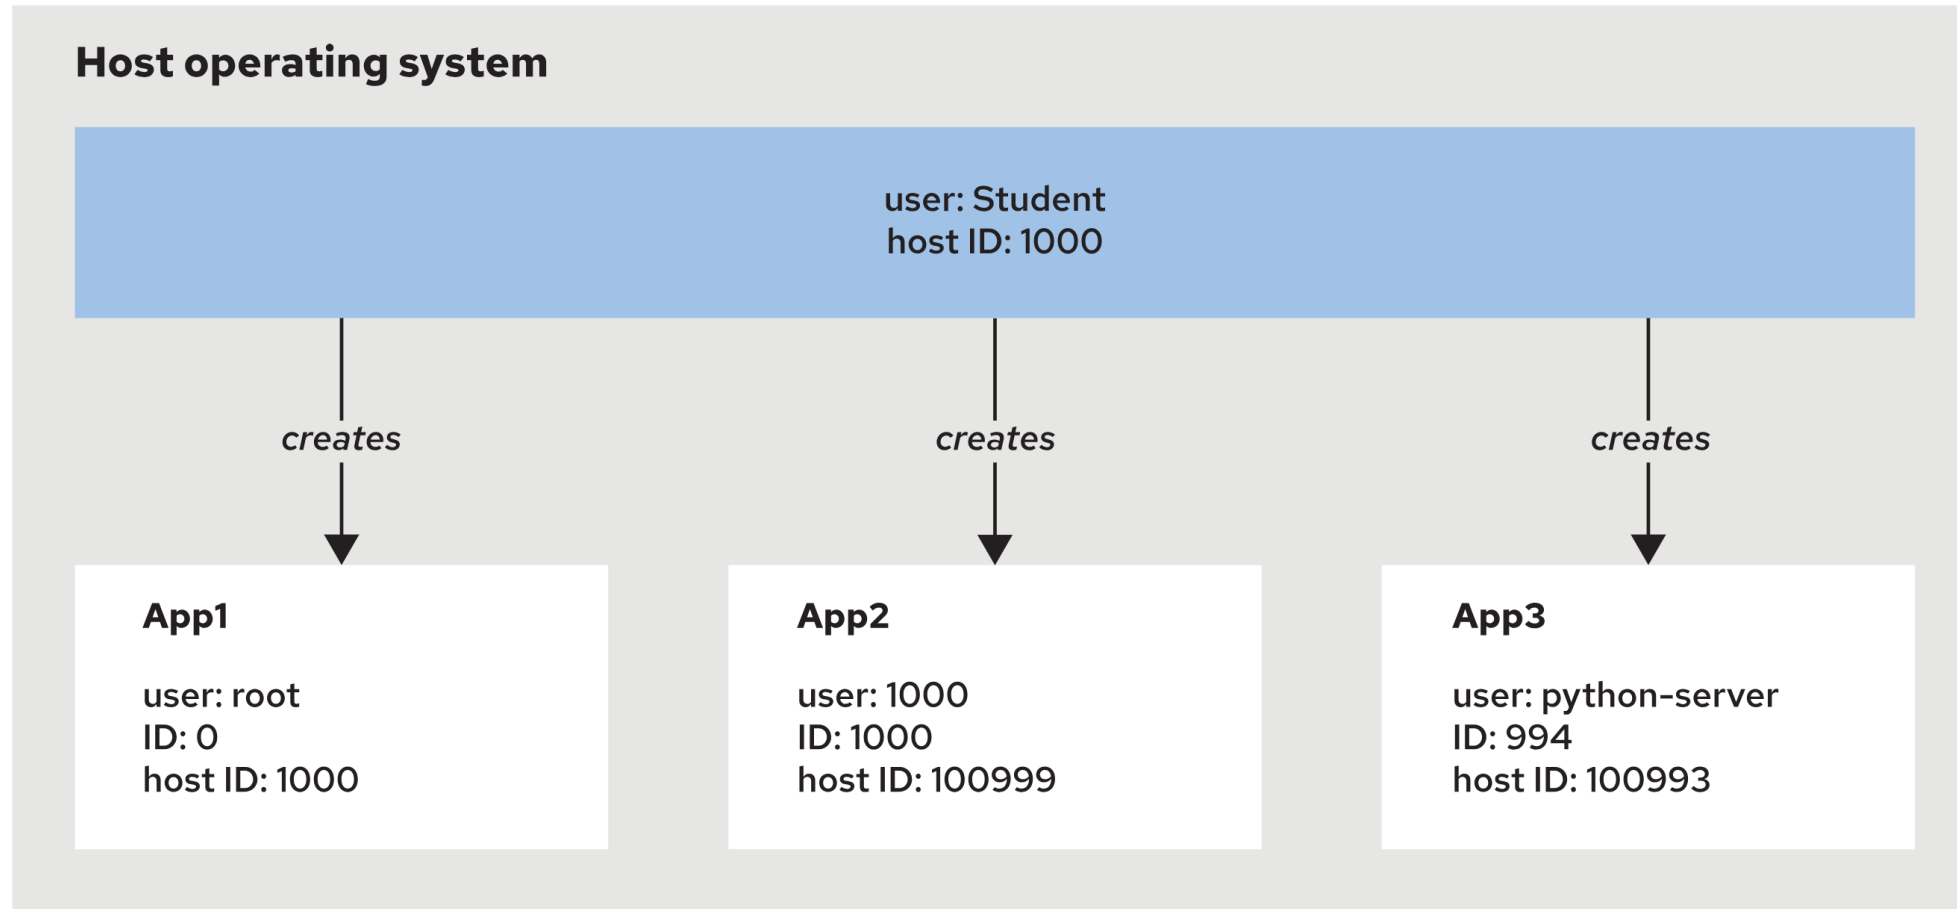 Host operating system
user: Student
host ID: 1000
creates
creates
creates
App1
user: root
ID: 0
host ID: 1000
App2
user: 1000
ID: 1000
host ID: 100999
App3
user: python-server
ID: 994
host ID: 100993